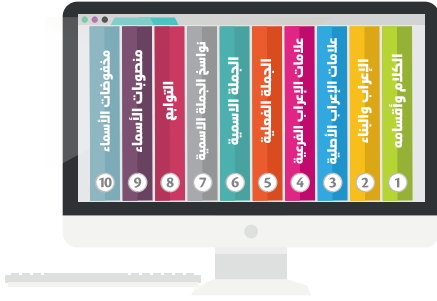 الكلام وأقسامه
1
الإعراب والبناء
2
علامات الإعراب الأصلية
3
علامات الإعراب الفرعية
4
الجملة الفعلية
5
الجملة الاسمية
6
نواسخ الجملة الاسمية
7
التوابع
8
منصوبات الأسماء
9
مخفوضات الأسماء
10